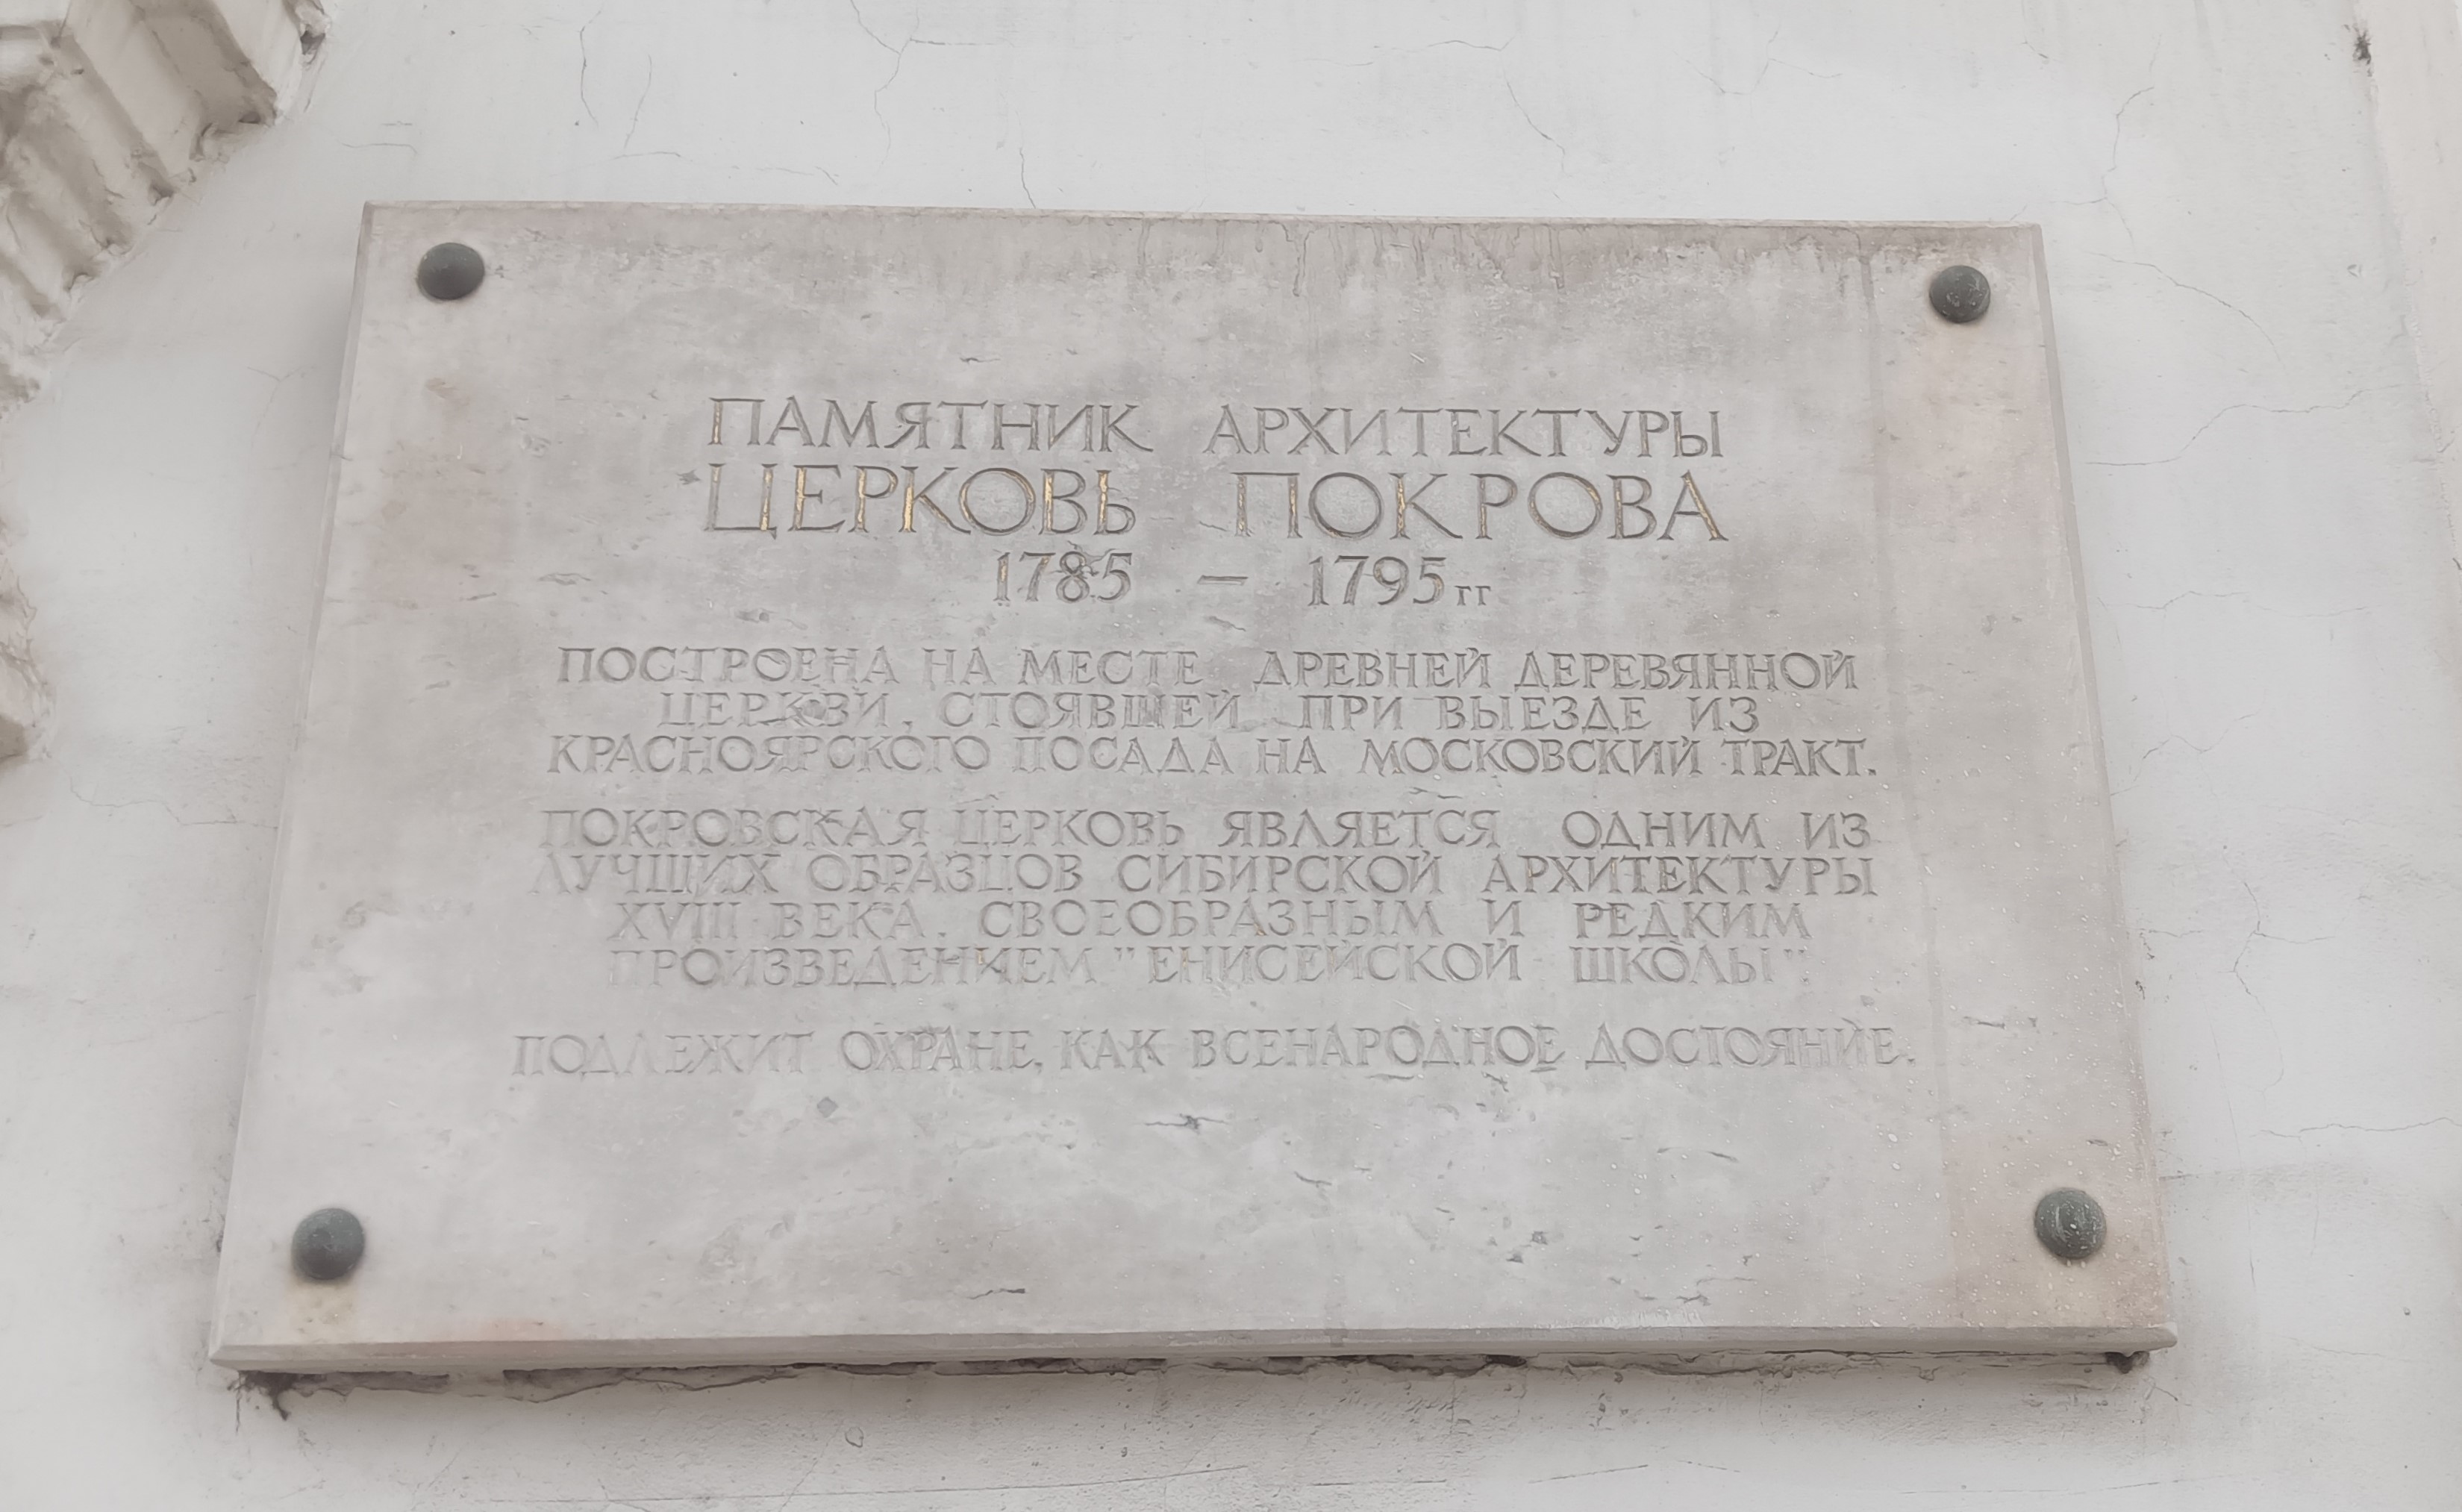 ПАМЯТНИК АРХИТЕКТУРЫ
ЦЕРКОВЬ ПОКРОВА
1785 — 1795 гг
ПОСТРОЕНА НА МЕСТЕ ДРЕВНЕЙ ДЕРЕВЯННОЙ
ЦЕРКВИ, СТОЯВШЕЙ ПРИ ВЫЕЗДЕ ИЗ
КРАСНОЯРСКОГО ПОСАДА НА МОСКОВСКИЙ ТРАКТ.
ПОКРОВСКАЯ ЦЕРКОВЬ ЯВЛЯЕТСЯ ОДНИМ ИЗ
ЛУЧШИХ ОБРАЗЦОВ СИБИРСКОЙ АРХИТЕКТУРЫ
XVIII ВЕКА, СВОЕОБРАЗНЫМ И РЕДКИМ
ПРОИЗВЕДЕНИЕМ "ЕНИСЕЙСКОЙ ШКОЛЫ".
ПОДЛЕЖИТ ОХРАНЕ, КАК ВСЕНАРОДНОЕ ДОСТОЯНИЕ.